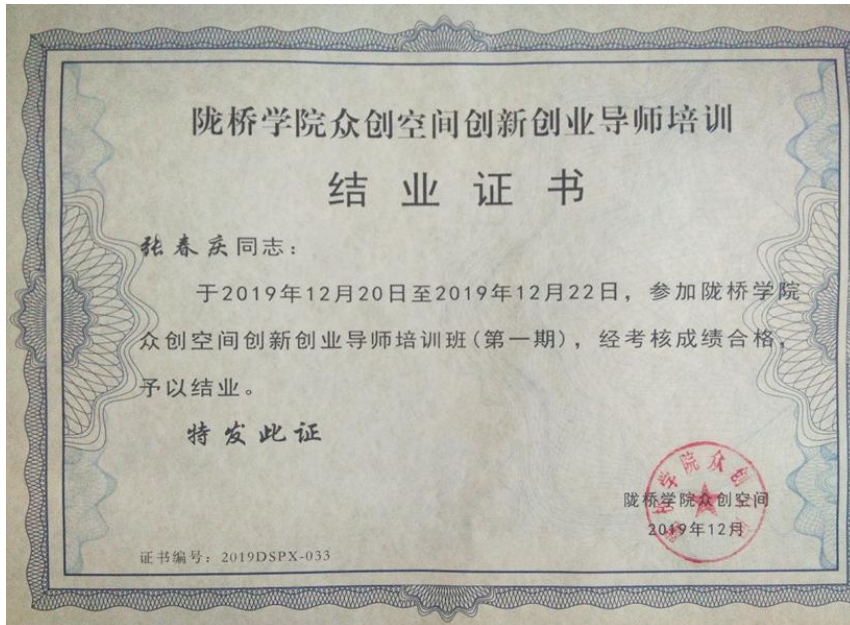 陇桥学院众创空间创新创业导师培训
结业证书
张春庆同志：
于2019年12月20日至2019年12月22日，参加陇桥学院
众创空间创新创业导师培训班(第一期)，经考核成绩合格，
予以结业。
特发此证
学院众创
陇桥学院众创空间
2019年12月
证书编号：2019DSPX-033